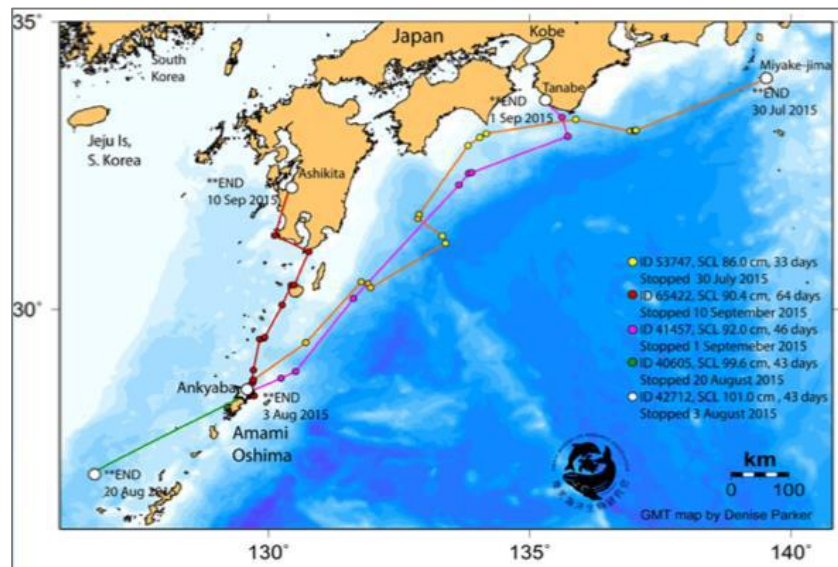 35°
Japan
Kobe
South
Korea
Miyake-jima
Tanabe
**END
1 Sep 2015
**END
30 Jul 2015
Jeju Is,
S. Korea
Ashikita
**END
10 Sep 2015
ID 53747, SCL 86.0 cm, 33 days
Stopped 30 July 2015
ID 65422, SCL 90.4 cm, 64 days
Stopped 10 September 2015
30°
ID 41457, SCL 92.0 cm, 46 days
Stopped 1 Septemeber 2015
ID 40605, SCL 99.6 cm, 43 days
Stopped 20 August 2015
ID 42712, SCL 101.0 cm , 43 days
Stopped 3 August 2015
Ankyaba
**END
3 Aug 2015
Amami
Oshima
**END
20 Aug
km
0 100
GMT map by Denise Parker
130° 135° 140°